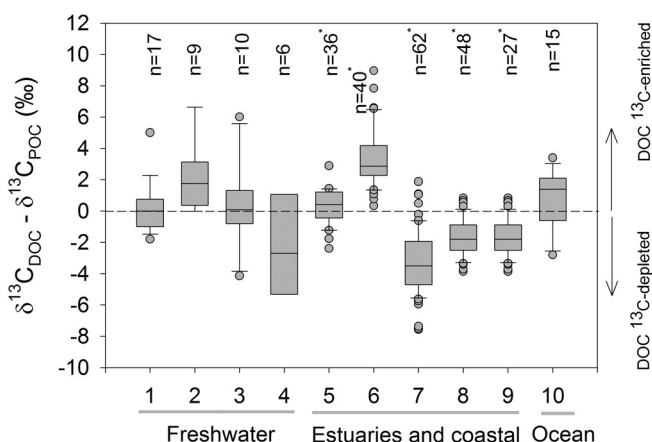 n=17
n=9
n=10
n=6
n=36*
n=40*
n=62*
n=48*
n=27*
n=15
δ¹³C_DOC - δ¹³C_POC (‰)
12
10
8
6
4
2
0
-2
-4
-6
-8
-10
DOC ¹³C-enriched
DOC ¹³C-depleted
1 2 3 4 5 6 7 8 9 10
Freshwater Estuaries and coastal Ocean